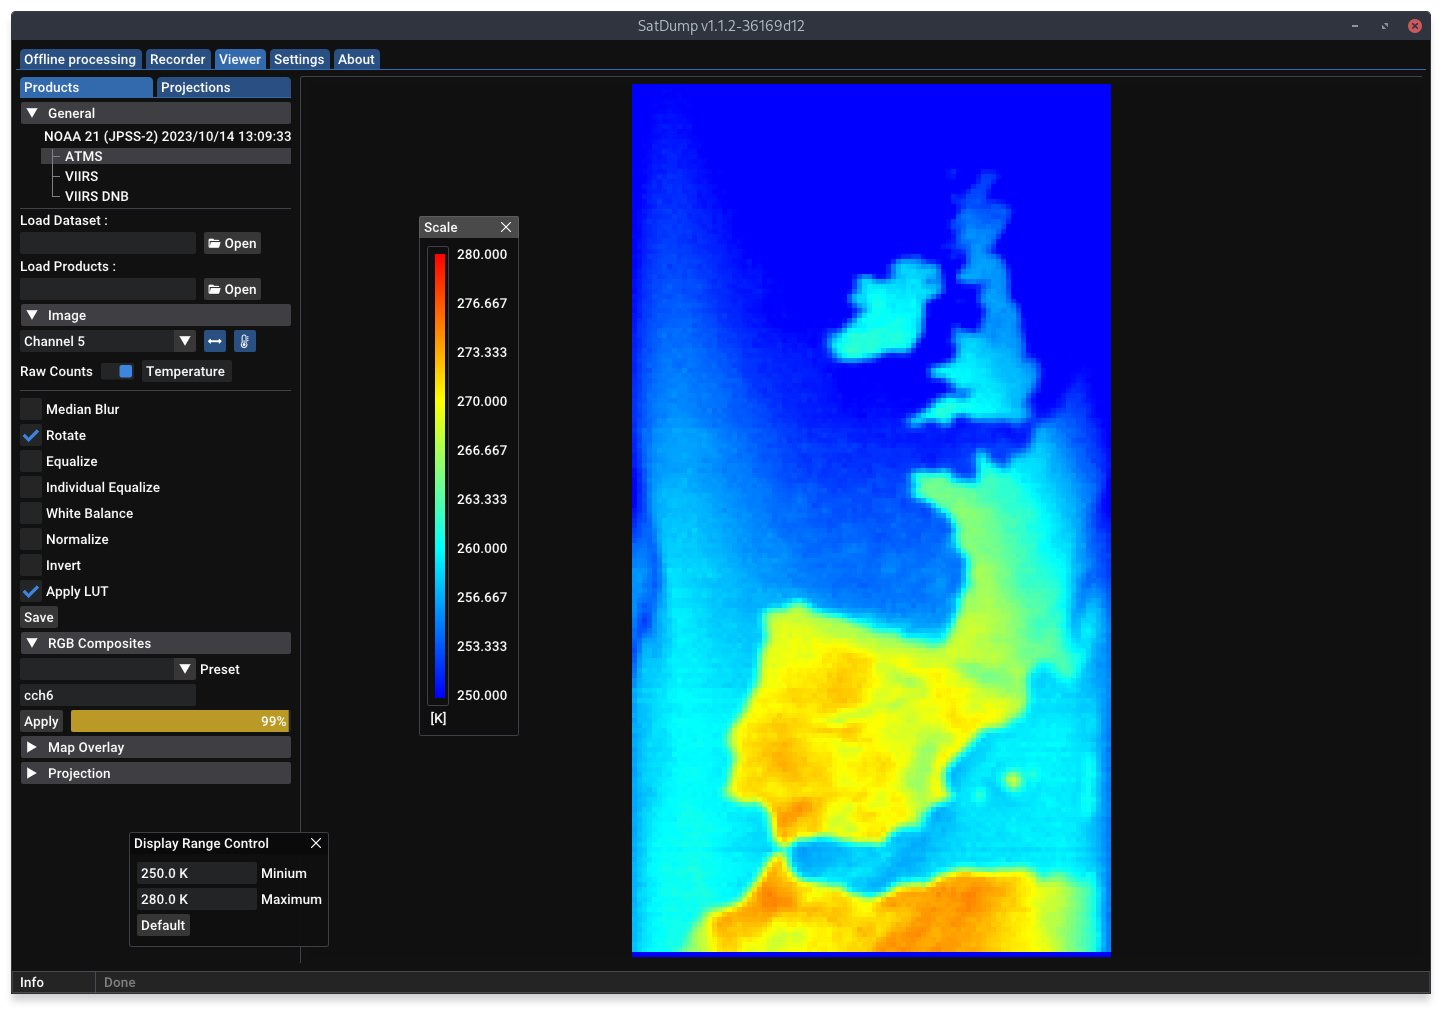 SatDump v1.1.2-36169d12
Offline processing Recorder Viewer Settings About
Products Projections
General
NOAA 21 (JPSS-2) 2023/10/14 13:09:33
ATMS
VIIRS
VIIRS DNB
Load Dataset :
Open
Load Products :
Open
Image
Channel 5
Raw Counts Temperature
Median Blur
Rotate
Equalize
Individual Equalize
White Balance
Normalize
Invert
Apply LUT
Save
RGB Composites
Preset
cch6
Apply 99%
Map Overlay
Projection
Scale
280.000
276.667
273.333
270.000
266.667
263.333
260.000
256.667
253.333
250.000
[K]
Display Range Control
250.0 K Minium
280.0 K Maximum
Default
Info Done